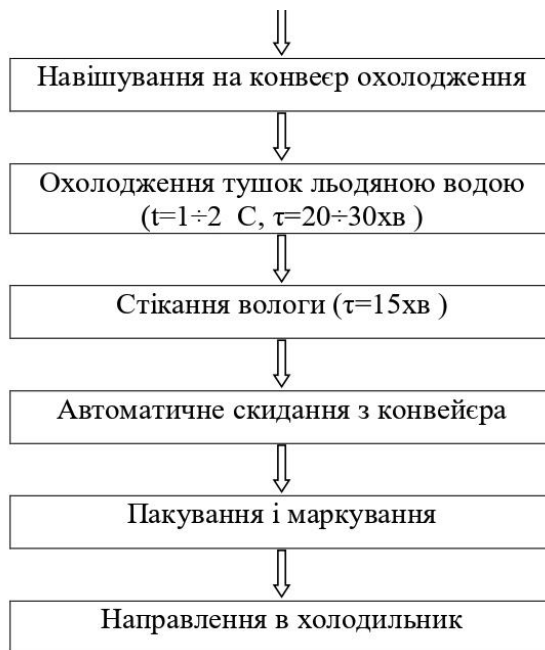 Навішування на конвеєр охолодження
Охолодження тушок льодяною водою
(t=1÷2 С, τ=20÷30хв )
Стікання вологи (τ=15хв )
Автоматичне скидання з конвейєра
Пакування і маркування
Направлення в холодильник